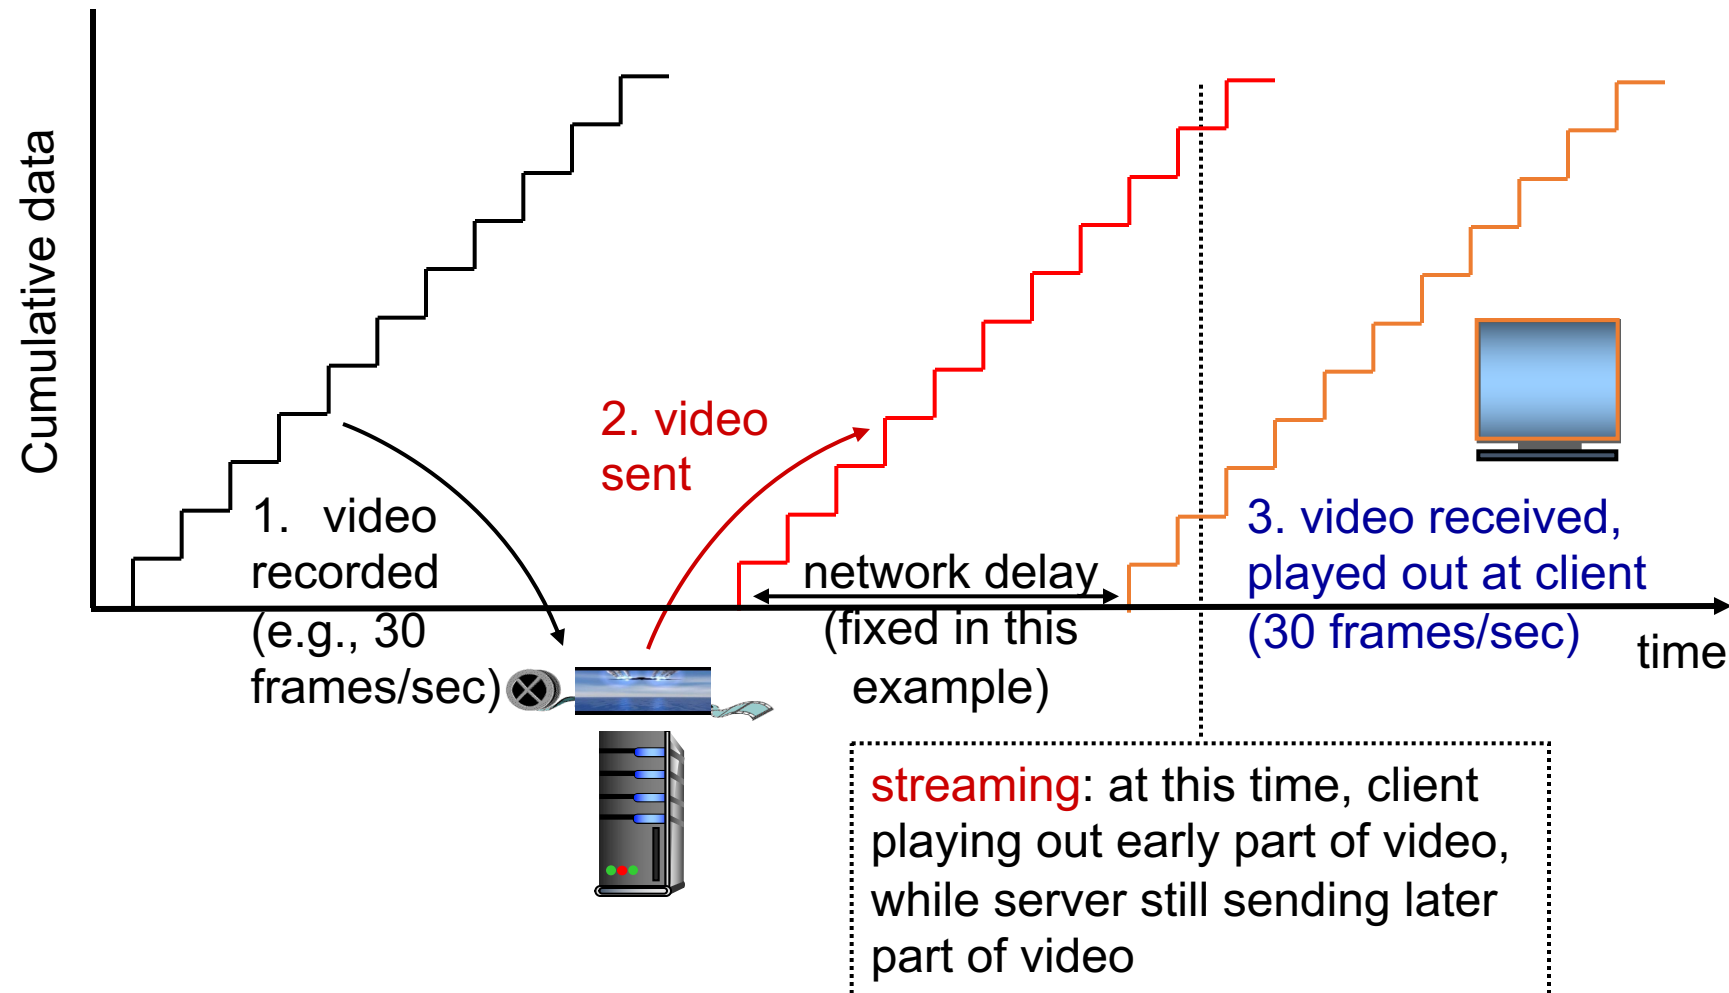 Cumulative data
1. video
recorded
(e.g., 30
frames/sec)
2. video
sent
network delay
(fixed in this
example)
3. video received,
played out at client
(30 frames/sec)
time
streaming: at this time, client
playing out early part of video,
while server still sending later
part of video